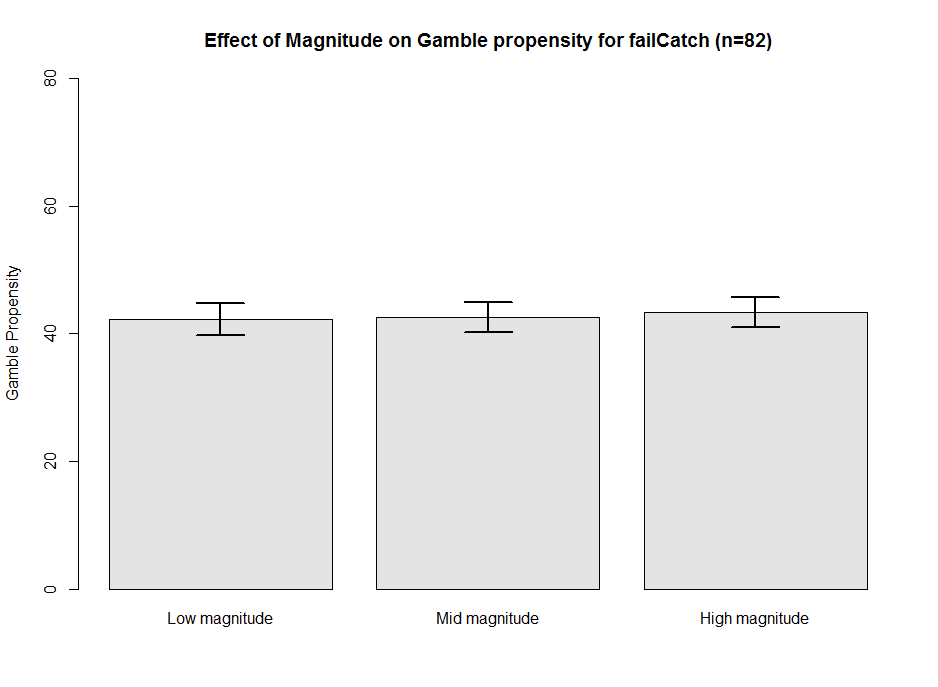 Effect of Magnitude on Gamble propensity for failCatch (n=82)
Gamble Propensity
80
60
40
20
0
Low magnitude
Mid magnitude
High magnitude